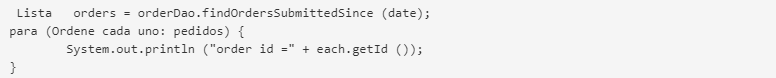 Lista   orders = orderDao.findOrdersSubmittedSince (date);
para (Ordene cada uno: pedidos) {
        System.out.println ("order id =" + each.getId ());
}